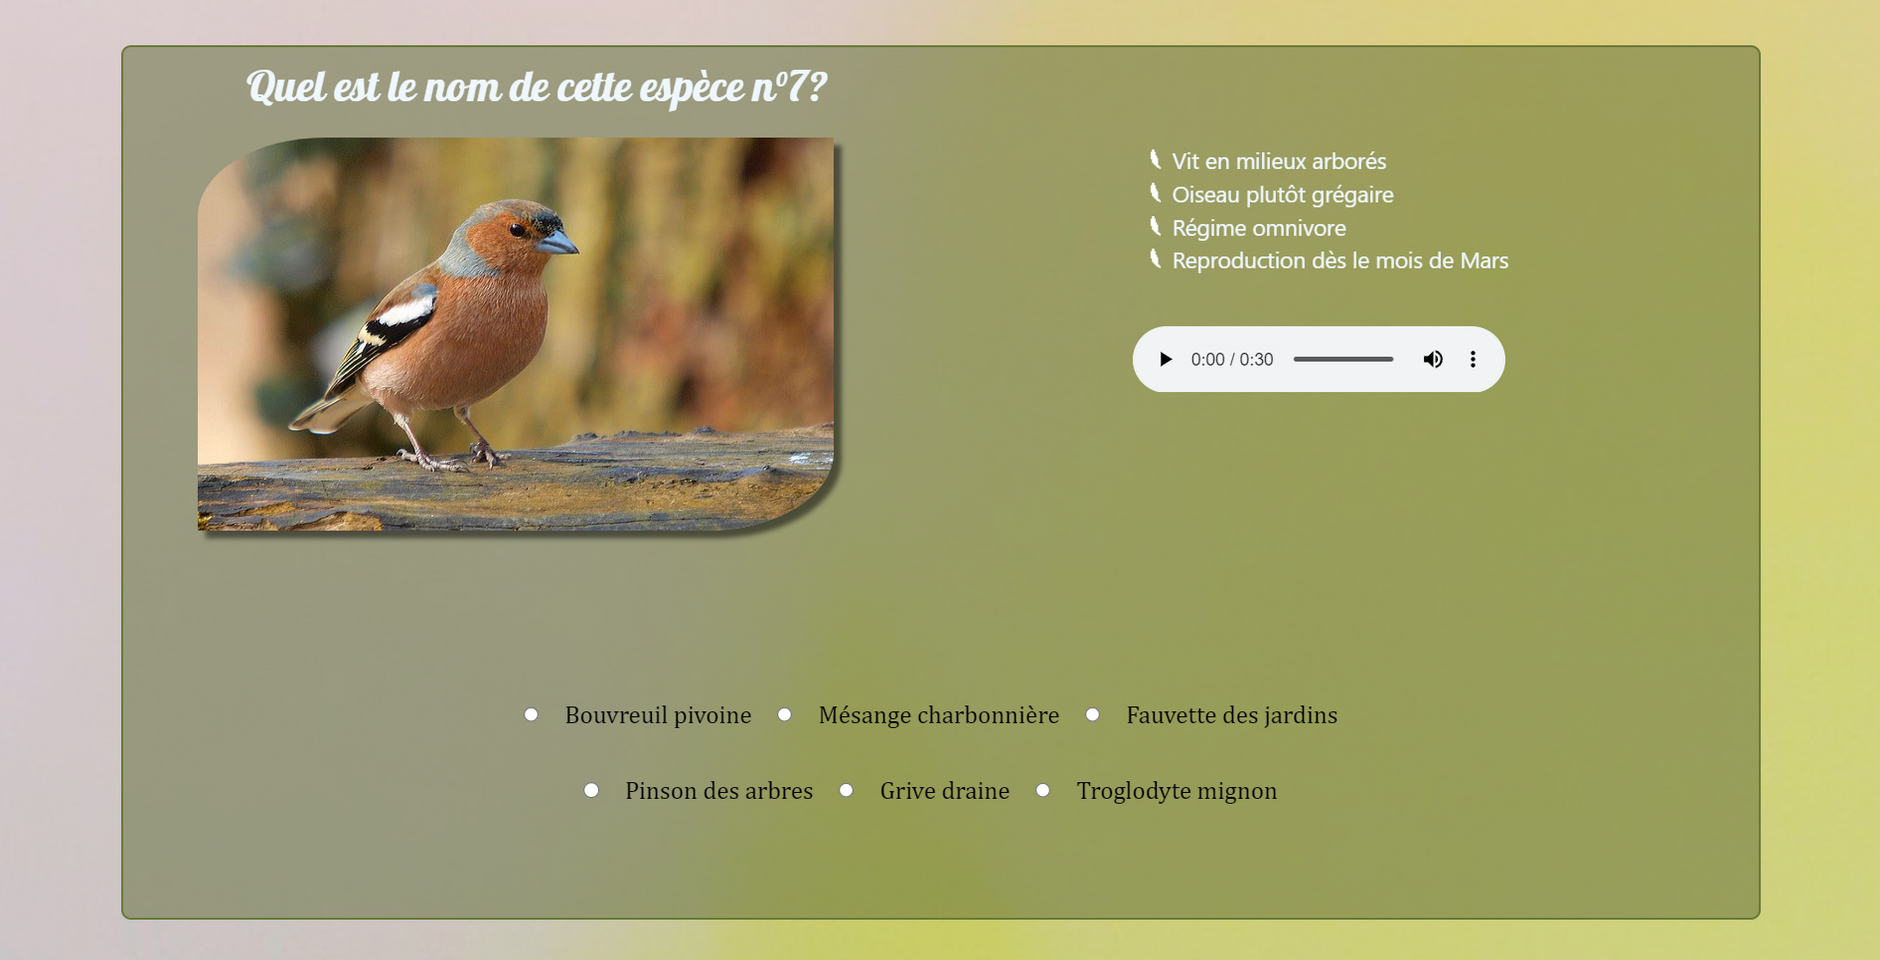 Quel est le nom de cette espèce n°7?
Vit en milieux arborés
Oiseau plutôt grégaire
Régime omnivore
Reproduction dès le mois de Mars
0:00 / 0:30
Bouvreuil pivoine Mésange charbonnière Fauvette des jardins
Pinson des arbres Grive draine Troglodyte mignon